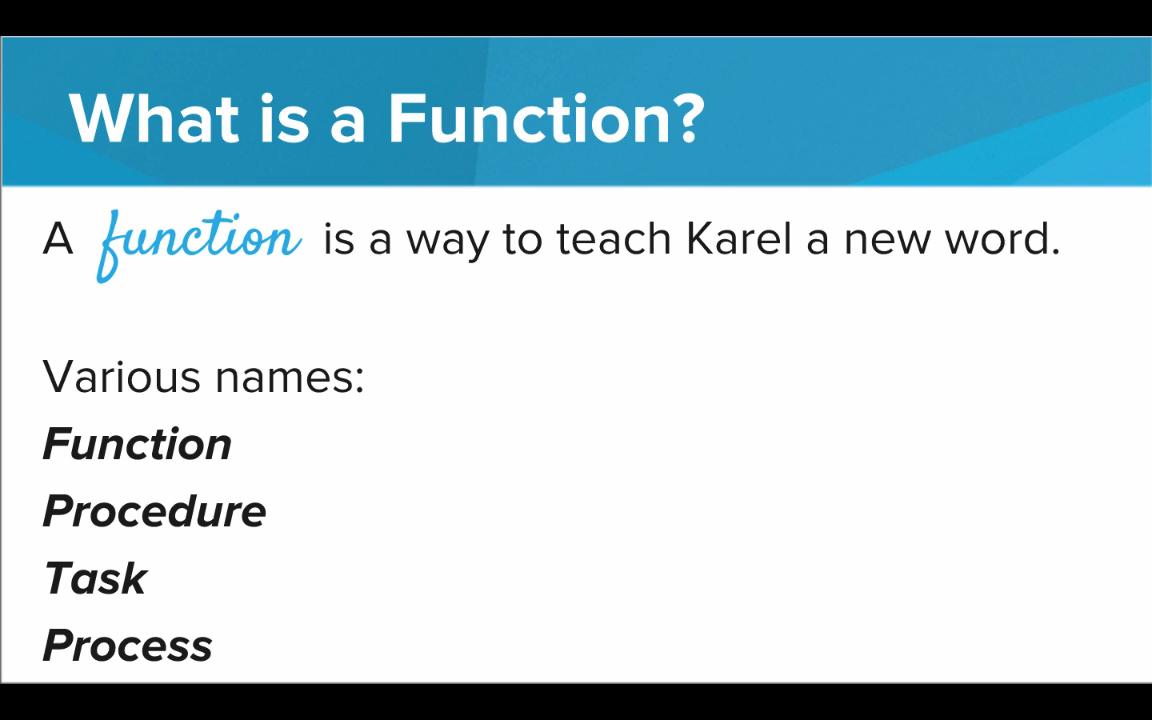 What is a Function?
A function is a way to teach Karel a new word.
Various names:
Function
Procedure
Task
Process